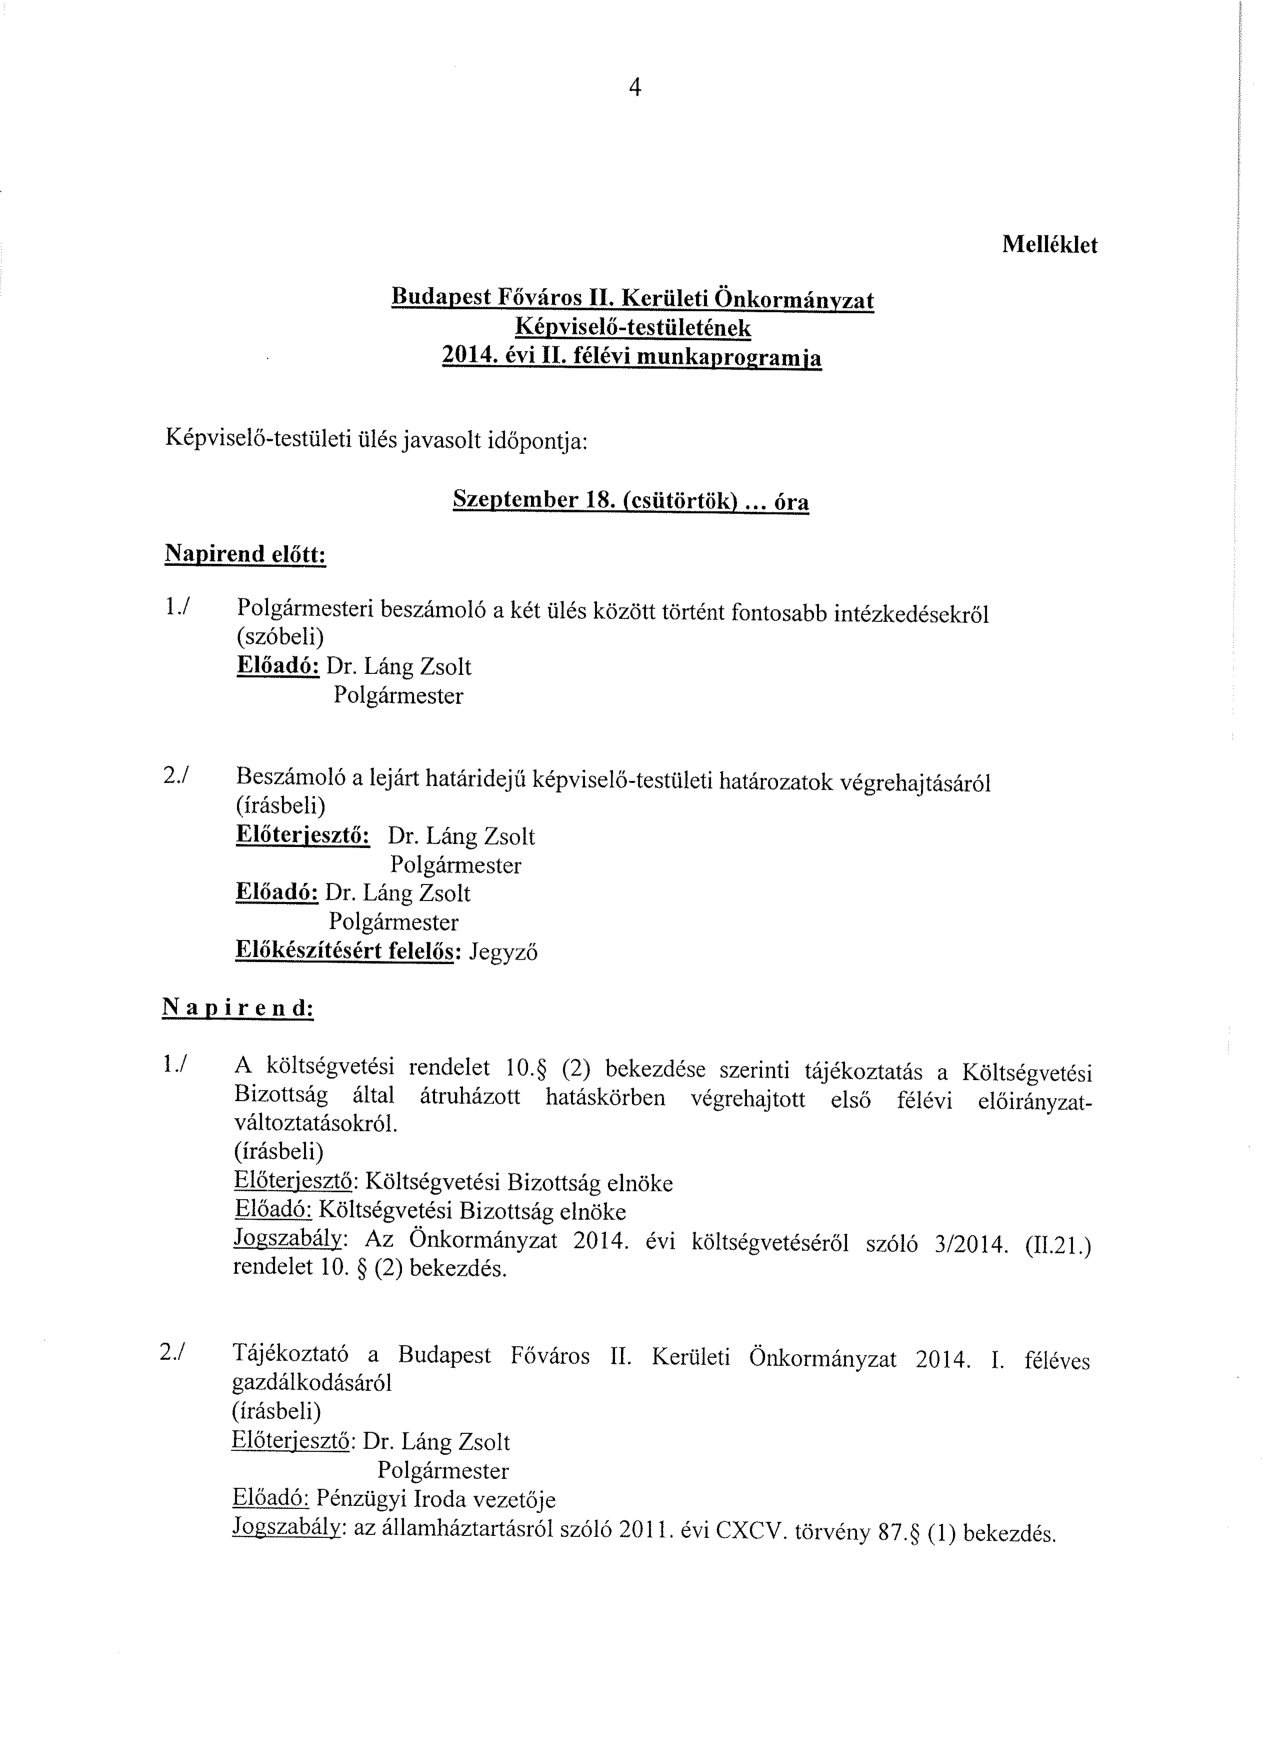 4
Melléklet
Budapest Főváros II. Kerületi Önkormányzat
Képviselő-testületének
2014. évi II. félévi munkaprogramja
Képviselő-testületi ülés javasolt időpontja:
Szeptember 18. (csütörtök) ... óra
Napirend előtt:
1./ Polgármesteri beszámoló a két ülés között történt fontosabb intézkedésekről
(szóbeli)
Előadó: Dr. Láng Zsolt
Polgármester
2./ Beszámoló a lejárt határidejű képviselő-testületi határozatok végrehajtásáról
(írásbeli)
Előterjesztő: Dr. Láng Zsolt
Polgármester
Előadó: Dr. Láng Zsolt
Polgármester
Előkészítésért felelős: Jegyző
N a p i r e n d:
1./ A költségvetési rendelet 10.§ (2) bekezdése szerinti tájékoztatás a Költségvetési
Bizottság által átruházott hatáskörben végrehajtott első félévi előirányzat-
változtatásokról.
(írásbeli)
Előterjesztő: Költségvetési Bizottság elnöke
Előadó: Költségvetési Bizottság elnöke
Jogszabály: Az Önkormányzat 2014. évi költségvetéséről szóló 3/2014. (II.21.)
rendelet 10. § (2) bekezdés.
2./ Tájékoztató a Budapest Főváros II. Kerületi Önkormányzat 2014. I. féléves
gazdálkodásáról
(írásbeli)
Előterjesztő: Dr. Láng Zsolt
Polgármester
Előadó: Pénzügyi Iroda vezetője
Jogszabály: az államháztartásról szóló 2011. évi CXCV. törvény 87.§ (1) bekezdés.